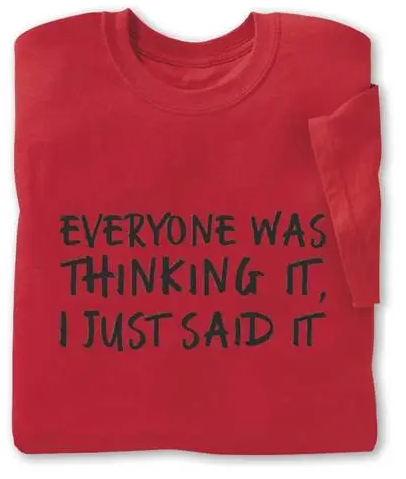 EVERYONE WAS
THINKING IT,
I JUST SAID IT